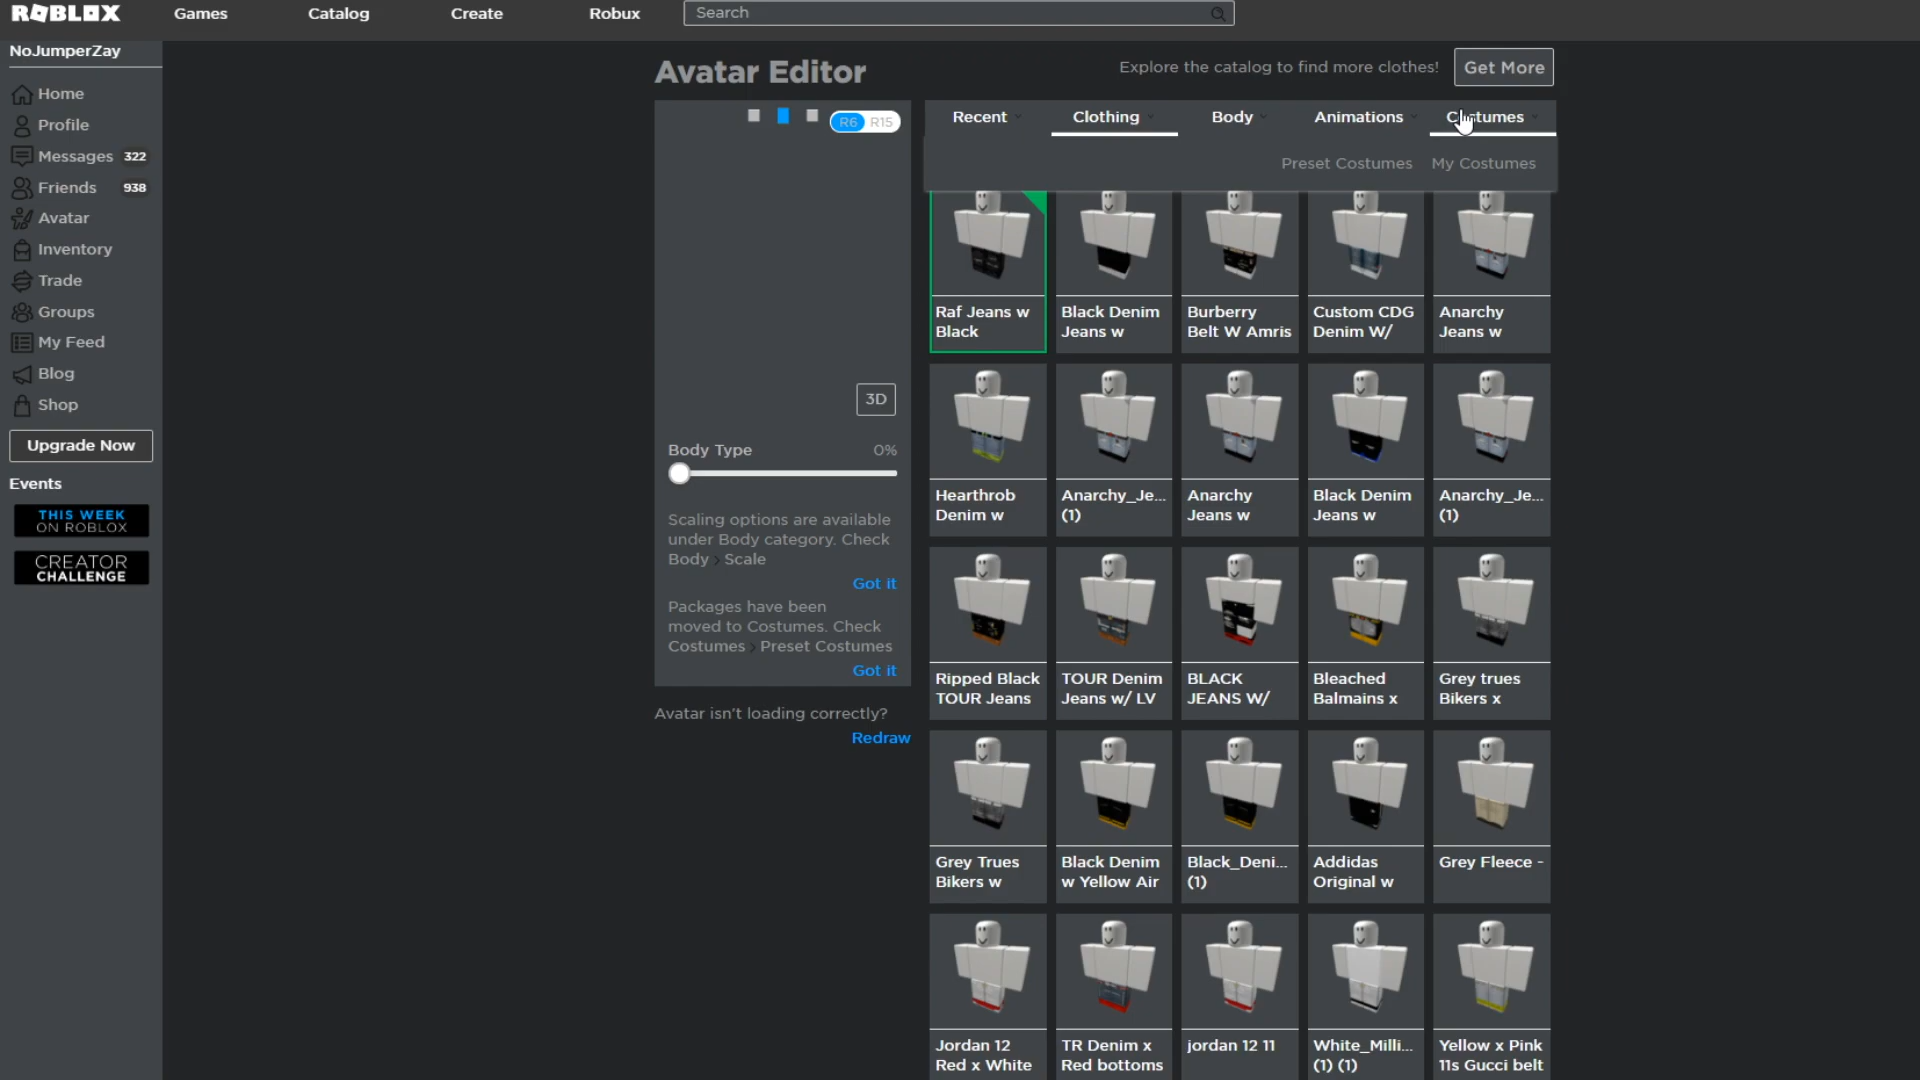 ROBLOX
Games
Catalog
Create
Robux
Search
NoJumperZay
Home
Profile
Messages 322
Friends 938
Avatar
Inventory
Trade
Groups
My Feed
Blog
Shop
Upgrade Now
Events
THIS WEEK
ON ROBLOX
CREATOR
CHALLENGE
Avatar Editor
Explore the catalog to find more clothes!
Get More
R6 R15
3D
Body Type 0%
Scaling options are available
under Body category. Check
Body > Scale
Got it
Packages have been
moved to Costumes. Check
Costumes > Preset Costumes
Got it
Avatar isn't loading correctly?
Redraw
Recent
Clothing
Body
Animations
Costumes
Preset Costumes
My Costumes
Raf Jeans w
Black
Black Denim
Jeans w
Burberry
Belt W Amris
Custom CDG
Denim W/
Anarchy
Jeans w
Hearthrob
Denim w
Anarchy_Je...
(1)
Anarchy
Jeans w
Black Denim
Jeans w
Anarchy_Je...
(1)
Ripped Black
TOUR Jeans
TOUR Denim
Jeans w/ LV
BLACK
JEANS W/
Bleached
Balmains x
Grey trues
Bikers x
Grey Trues
Bikers w
Black Denim
w Yellow Air
Black_Deni...
(1)
Addidas
Original w
Grey Fleece -
Jordan 12
Red x White
TR Denim x
Red bottoms
jordan 12 11
White_Milli...
(1) (1)
Yellow x Pink
11s Gucci belt